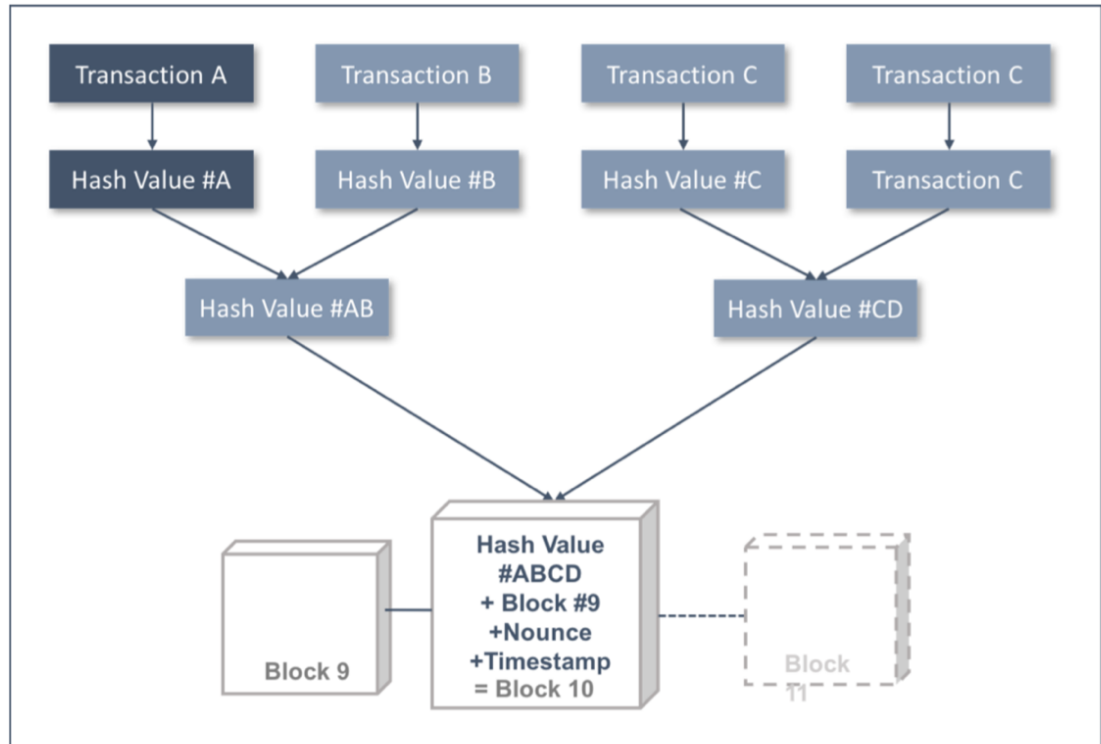 Transaction A
Transaction B
Transaction C
Transaction C
Hash Value #A
Hash Value #B
Hash Value #C
Transaction C
Hash Value #AB
Hash Value #CD
Hash Value
#ABCD
+ Block #9
+Nounce
+Timestamp
= Block 10
Block 9
Block
11